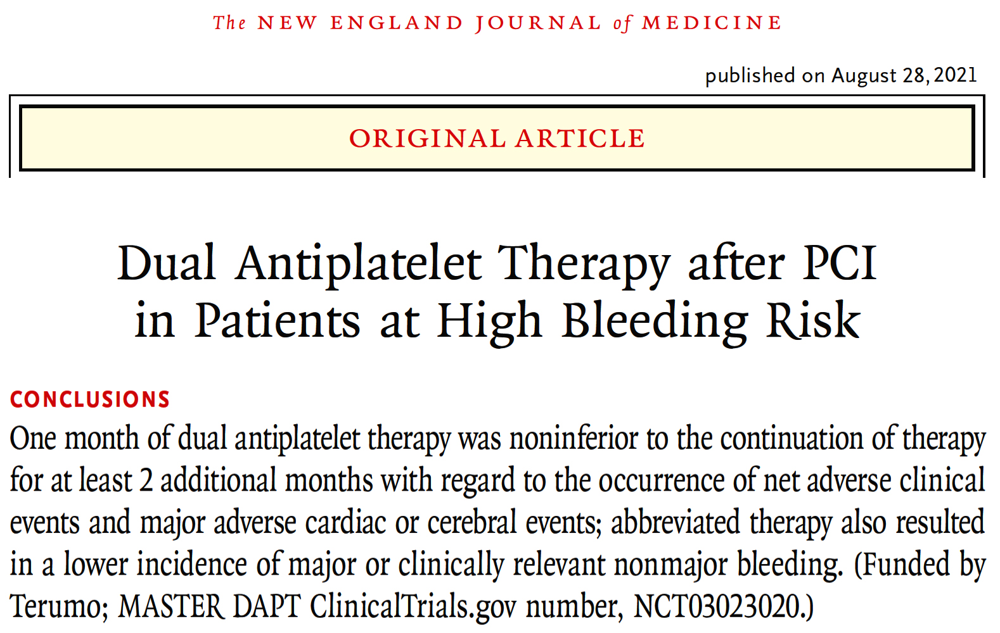 The NEW ENGLAND JOURNAL of MEDICINE
published on August 28, 2021
ORIGINAL ARTICLE
Dual Antiplatelet Therapy after PCI
in Patients at High Bleeding Risk
CONCLUSIONS
One month of dual antiplatelet therapy was noninferior to the continuation of therapy
for at least 2 additional months with regard to the occurrence of net adverse clinical
events and major adverse cardiac or cerebral events; abbreviated therapy also resulted
in a lower incidence of major or clinically relevant nonmajor bleeding. (Funded by
Terumo; MASTER DAPT ClinicalTrials.gov number, NCT03023020.)